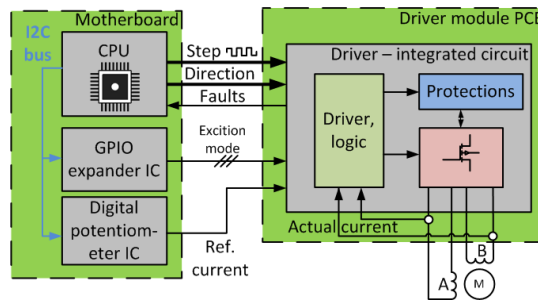 Motherboard
Driver module PCB
I2C
bus
CPU
Step
Direction
Faults
Driver – integrated circuit
Driver,
logic
Protections
GPIO
expander IC
Excition
mode
Digital
potentiom-
eter IC
Ref.
current
Actual current
A
B
M